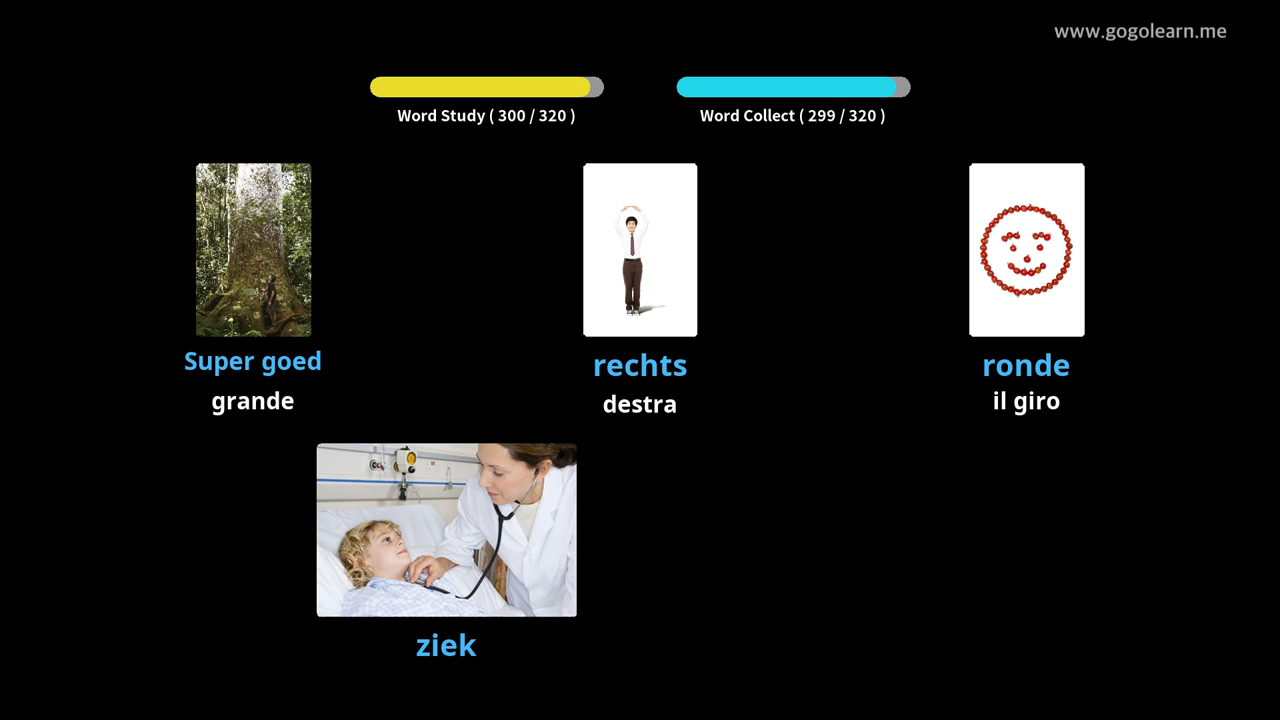 www.gogolearn.me
Word Study ( 300 / 320 )
Word Collect ( 299 / 320 )
Super goed
grande
rechts
destra
ronde
il giro
ziek